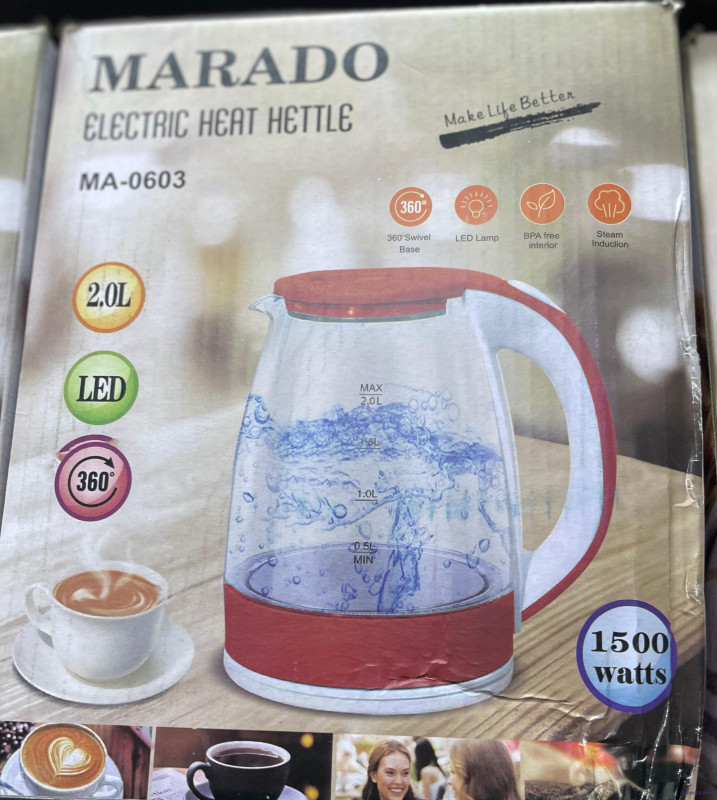 MARADO
ELECTRIC HEAT HETTLE
Make Life Better
MA-0603
360°
360°Swivel
Base
LED Lamp
BPA free
interior
Steam
Induclion
2.0L
LED
360°
MAX
2.0L
1.5L
1.0L
0.5L
MIN
1500
watts